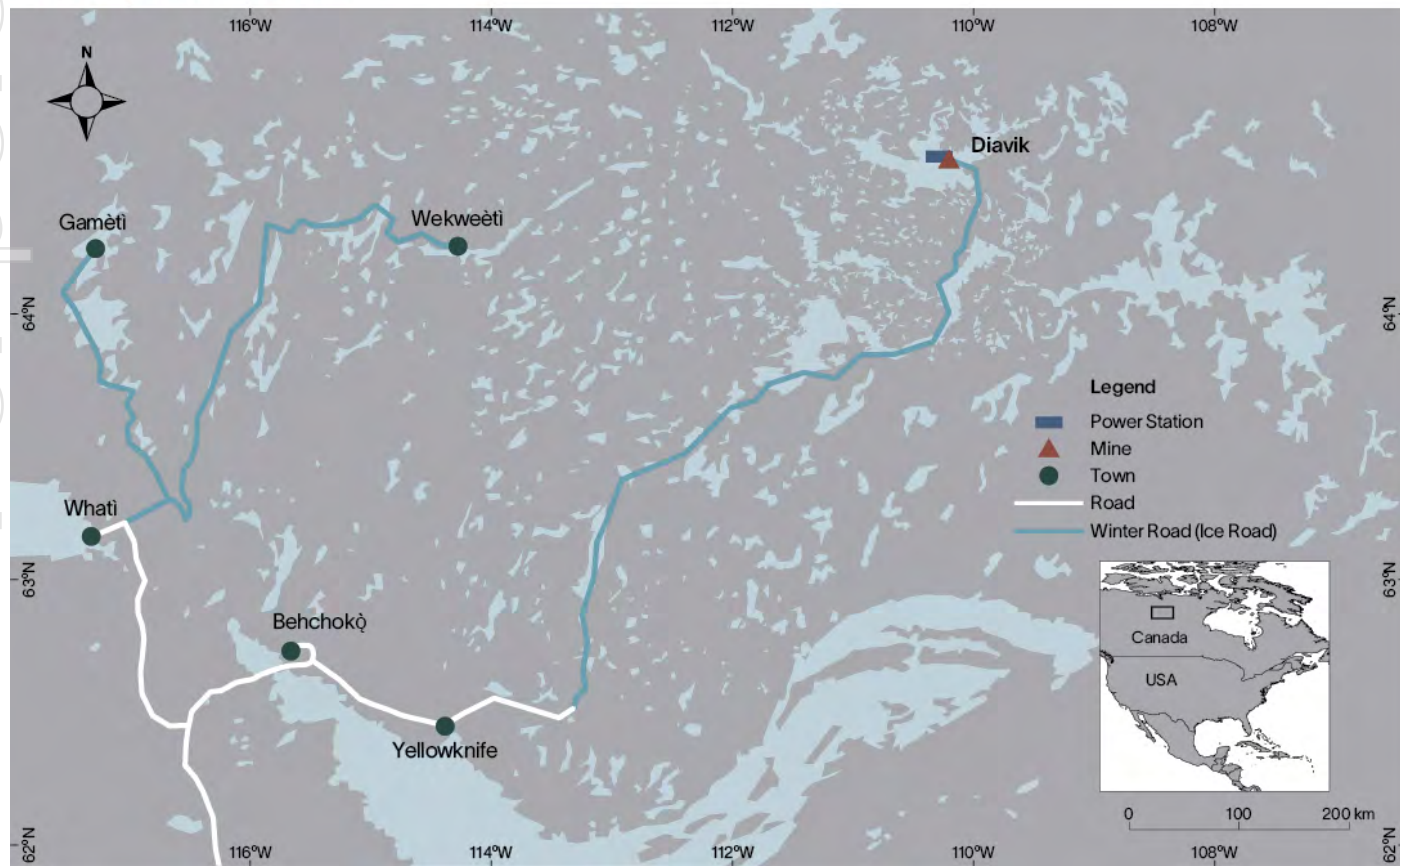 116°W 114°W 112°W 110°W 108°W
N
Diavik
Gamètì
Wekweètì
64°N 64°N
Legend
Power Station
Mine
Town
Road
Winter Road (Ice Road)
Whatì
63°N 63°N
Behchokǫ̀
Canada
USA
Yellowknife
0 100 200 km
62°N 62°N
116°W 114°W 112°W 110°W 108°W